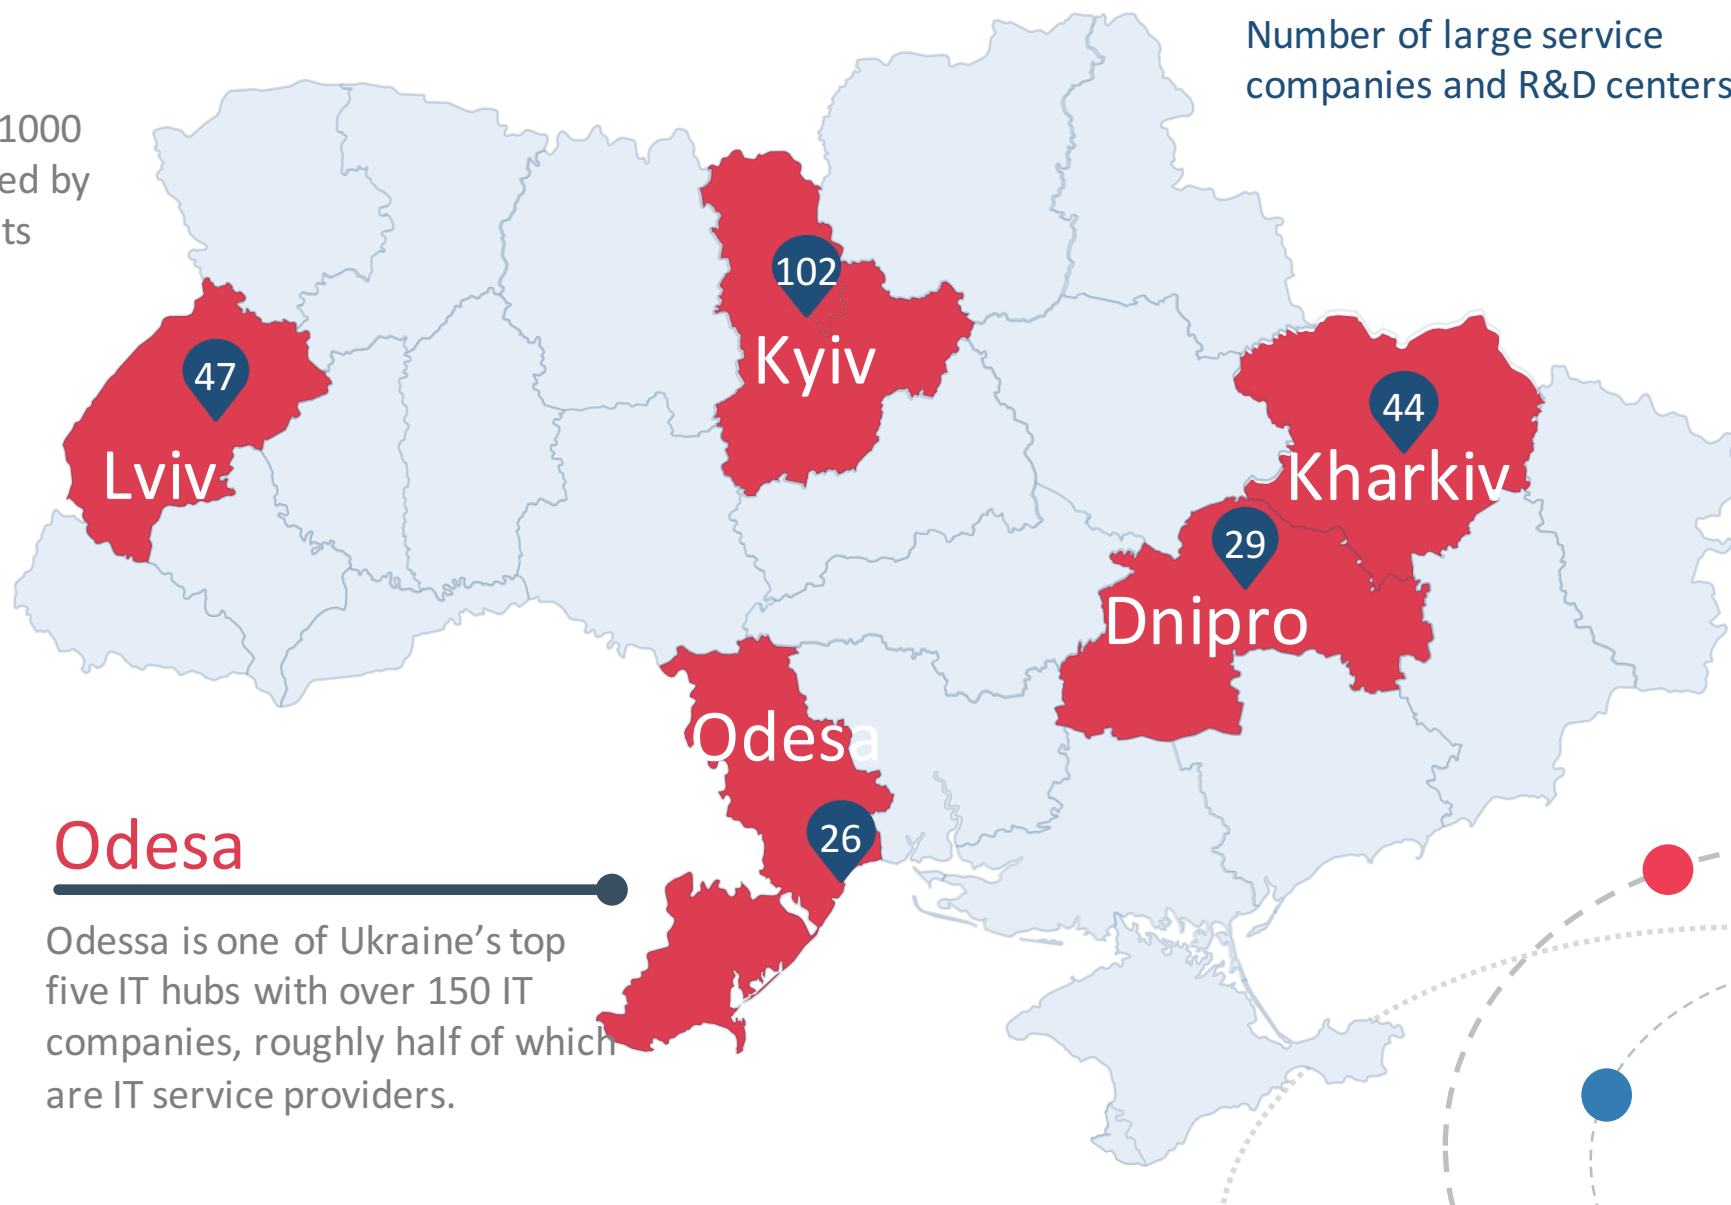 Number of large service
companies and R&D centers
1000
ed by
ts
102
Kyiv
47
Lviv
44
Kharkiv
29
Dnipro
Odesa
26
Odesa
Odessa is one of Ukraine’s top
five IT hubs with over 150 IT
companies, roughly half of which
are IT service providers.